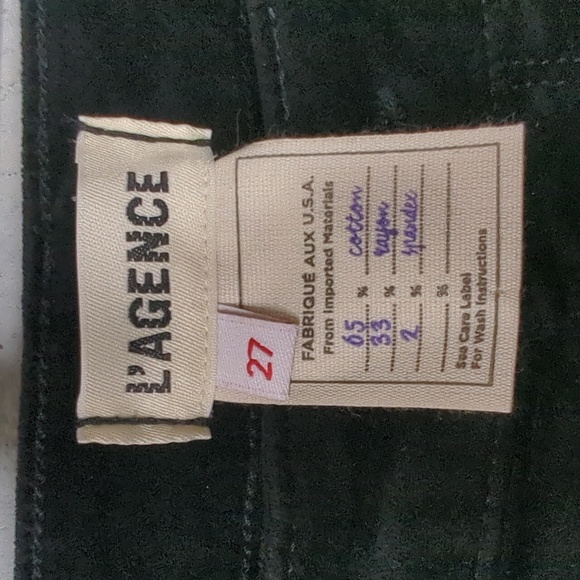 L'AGENCE
27
FABRIQUÉ AUX U.S.A.
From Imported Materials
65 % cotton
33 % rayon
2 % spandex
%
See Care Label
For Wash Instructions